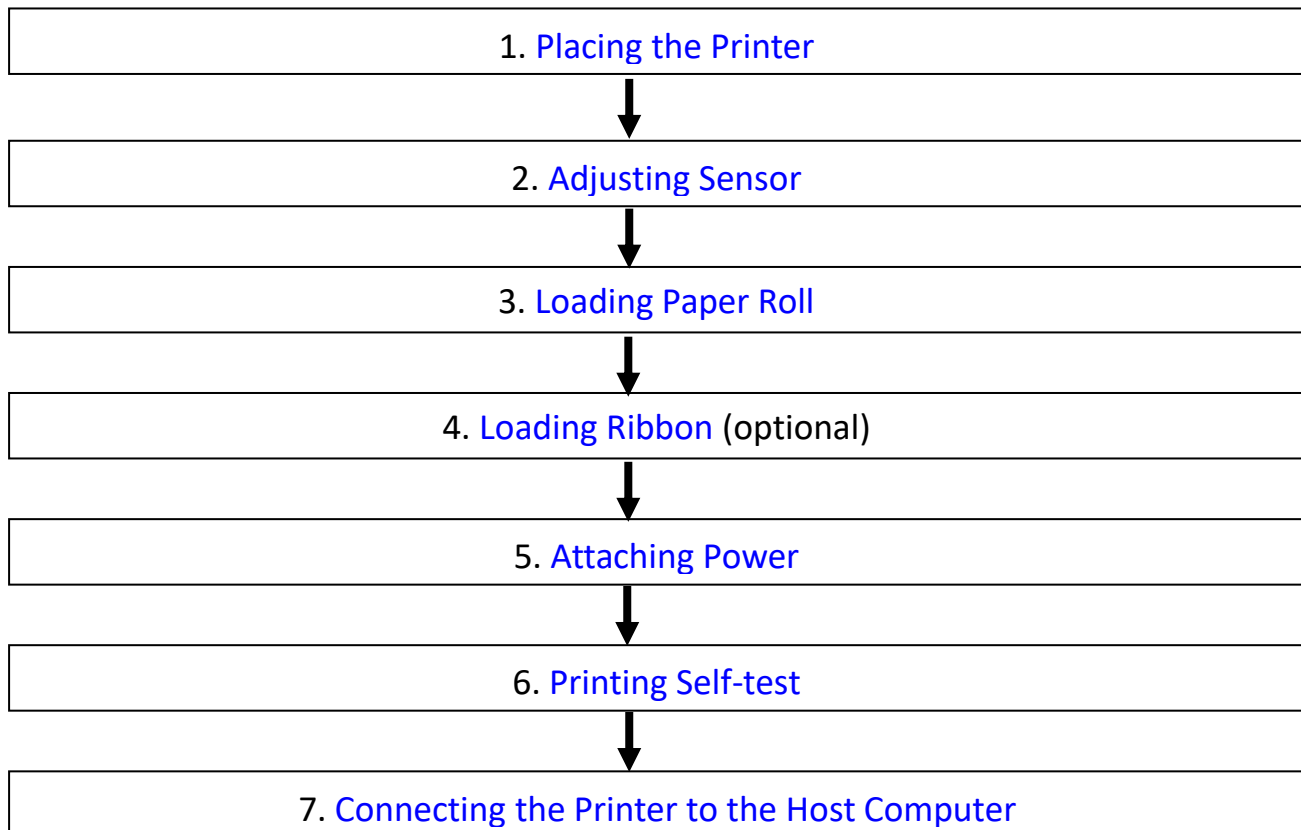 1. Placing the Printer
2. Adjusting Sensor
3. Loading Paper Roll
4. Loading Ribbon (optional)
5. Attaching Power
6. Printing Self-test
7. Connecting the Printer to the Host Computer